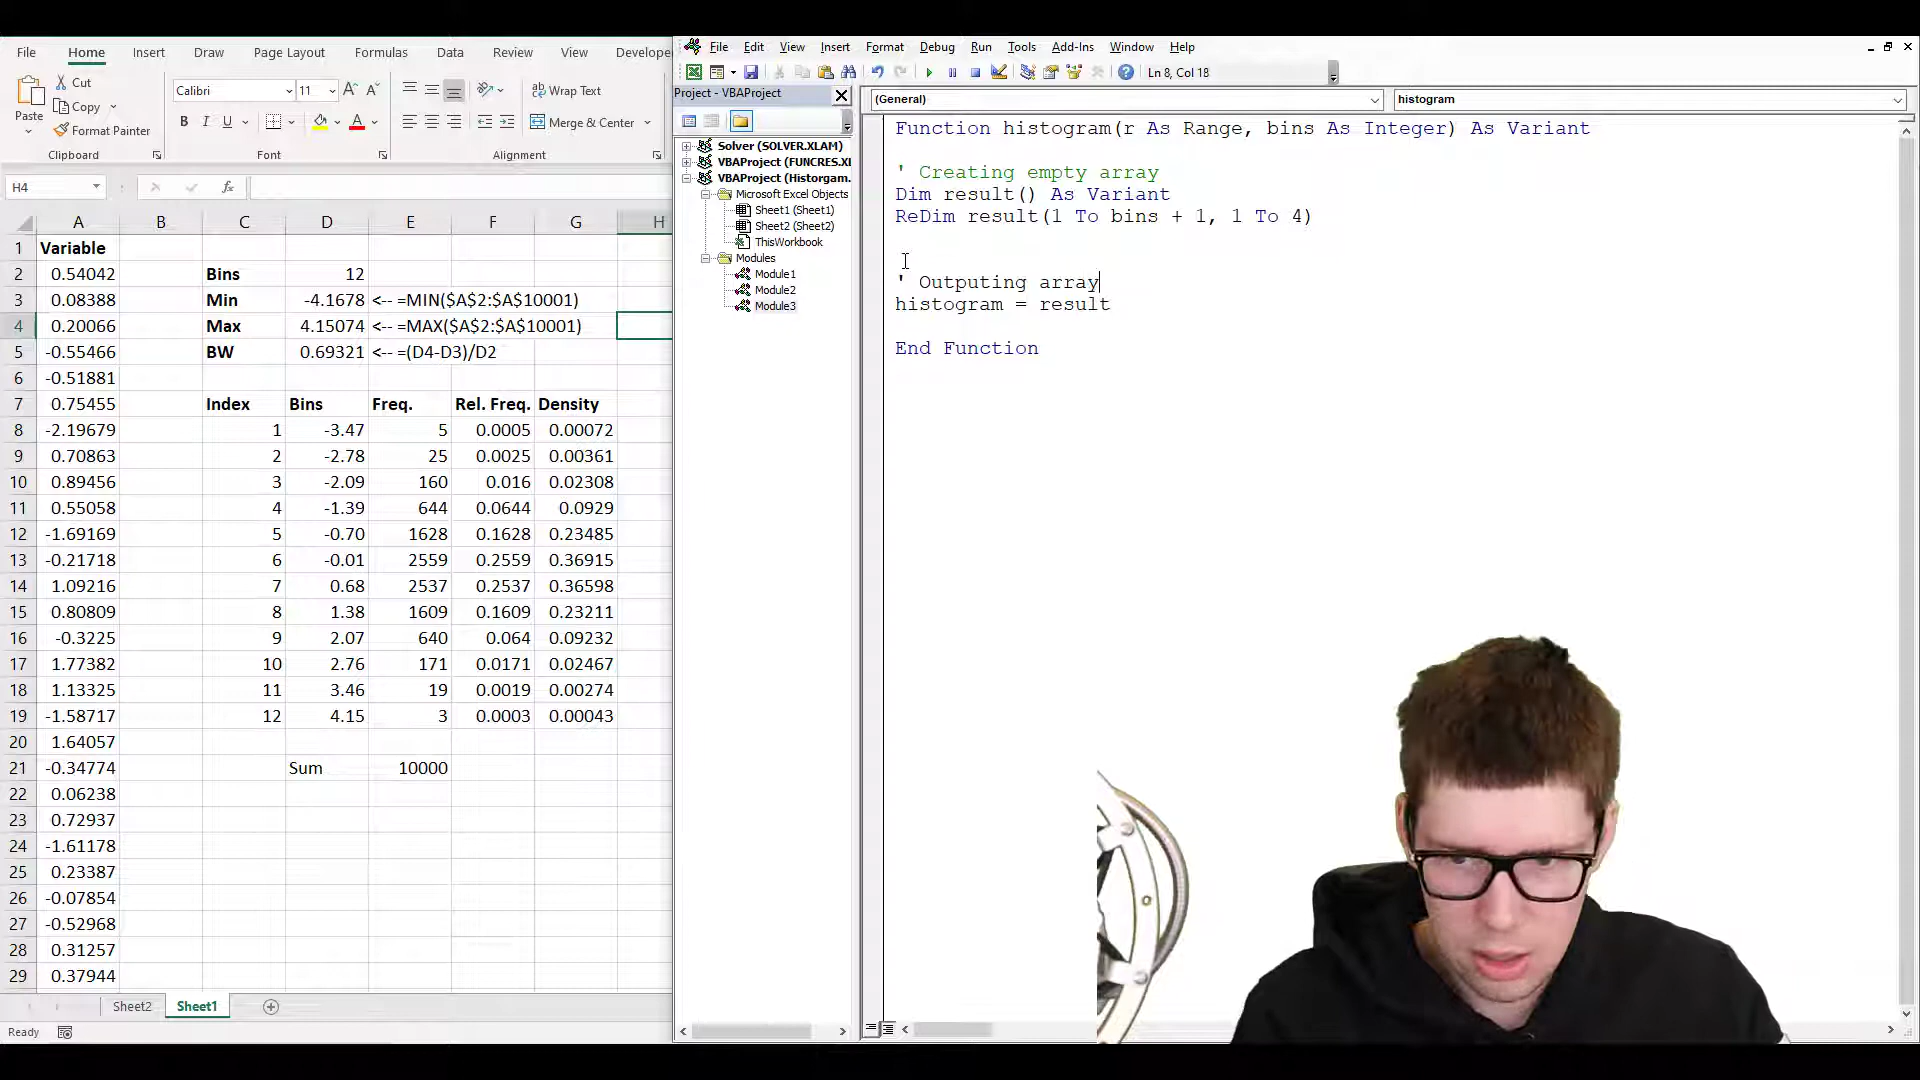 File Home Insert Draw Page Layout Formulas Data Review View Develope
Paste
Cut
Copy
Format Painter
Clipboard
Calibri 11
B I U A
Font
ab Wrap Text
Merge & Center
Alignment
H4 fx
A B C D E F G H
1 Variable
2 0.54042 Bins 12
3 0.08388 Min -4.1678 <-- =MIN($A$2:$A$10001)
4 0.20066 Max 4.15074 <-- =MAX($A$2:$A$10001)
5 -0.55466 BW 0.69321 <-- =(D4-D3)/D2
6 -0.51881
7 0.75455 Index Bins Freq. Rel. Freq. Density
8 -2.19679 1 -3.47 5 0.0005 0.00072
9 0.70863 2 -2.78 25 0.0025 0.00361
10 0.89456 3 -2.09 160 0.016 0.02308
11 0.55058 4 -1.39 644 0.0644 0.0929
12 -1.69169 5 -0.70 1628 0.1628 0.23485
13 -0.21718 6 -0.01 2559 0.2559 0.36915
14 1.09216 7 0.68 2537 0.2537 0.36598
15 0.80809 8 1.38 1609 0.1609 0.23211
16 -0.3225 9 2.07 640 0.064 0.09232
17 1.77382 10 2.76 171 0.0171 0.02467
18 1.13325 11 3.46 19 0.0019 0.00274
19 -1.58717 12 4.15 3 0.0003 0.00043
20 1.64057
21 -0.34774 Sum 10000
22 0.06238
23 0.72937
24 -1.61178
25 0.23387
26 -0.07854
27 -0.52968
28 0.31257
29 0.37944
Sheet2 Sheet1
Ready
File Edit View Insert Format Debug Run Tools Add-Ins Window Help
Ln 8, Col 18
Project - VBAProject
Solver (SOLVER.XLAM)
VBAProject (FUNCRES.XL
VBAProject (Historgam.
Microsoft Excel Objects
Sheet1 (Sheet1)
Sheet2 (Sheet2)
ThisWorkbook
Modules
Module1
Module2
Module3
(General) histogram
Function histogram(r As Range, bins As Integer) As Variant
' Creating empty array
Dim result() As Variant
ReDim result(1 To bins + 1, 1 To 4)
' Outputing array
histogram = result
End Function